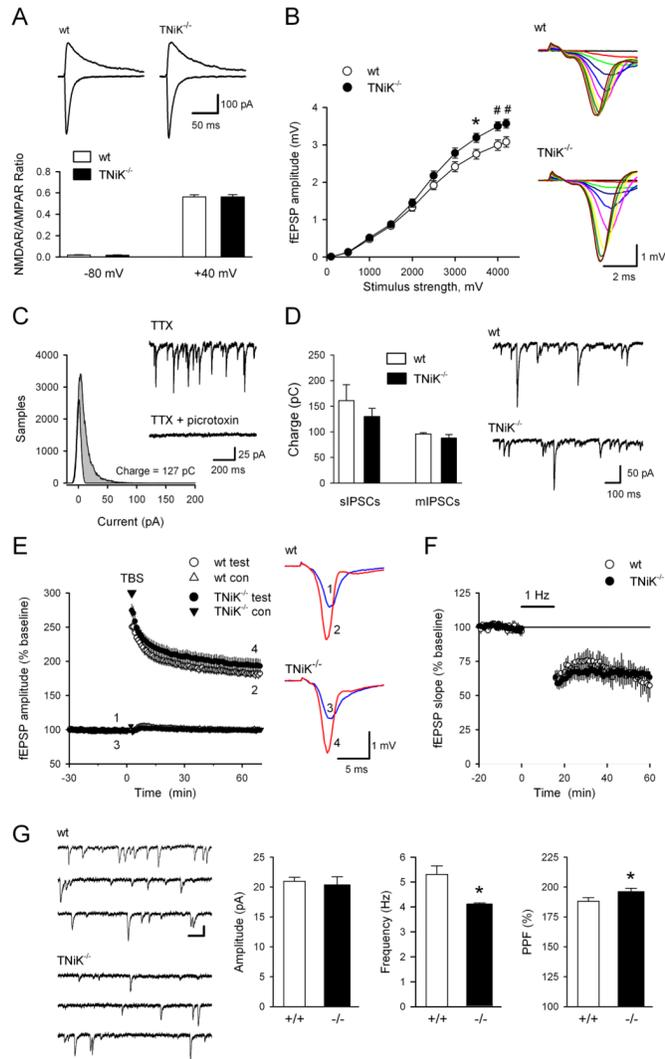 A
wt
TNiK-/-
100 pA
50 ms
wt
TNiK-/-
NMDAR/AMPAR Ratio
0.8
0.6
0.4
0.2
0.0
-80 mV
+40 mV
B
wt
TNiK-/-
fEPSP amplitude (mV)
4
3
2
1
0
* # #
0 1000 2000 3000 4000
Stimulus strength, mV
wt
TNiK-/-
1 mV
2 ms
C
TTX
TTX + picrotoxin
25 pA
200 ms
Samples
4000
3000
2000
1000
0
Charge = 127 pC
0 50 100 150 200
Current (pA)
D
wt
TNiK-/-
Charge (pC)
250
200
150
100
50
0
sIPSCs
mIPSCs
wt
TNiK-/-
50 pA
100 ms
E
wt test
wt con
TNiK-/- test
TNiK-/- con
TBS
fEPSP amplitude (% baseline)
300
250
200
150
100
50
4
2
1
3
-30 0 30 60
Time (min)
wt
1
2
TNiK-/-
3
4
1 mV
5 ms
F
wt
TNiK-/-
1 Hz
fEPSP slope (% baseline)
125
100
75
50
25
0
-20 0 20 40 60
Time (min)
G
wt
TNiK-/-
Amplitude (pA)
25
20
15
10
5
0
+/+ -/-
Frequency (Hz)
6
5
4
3
2
1
0
*
+/+ -/-
PPF (%)
225
200
175
150
125
100
*
+/+ -/-